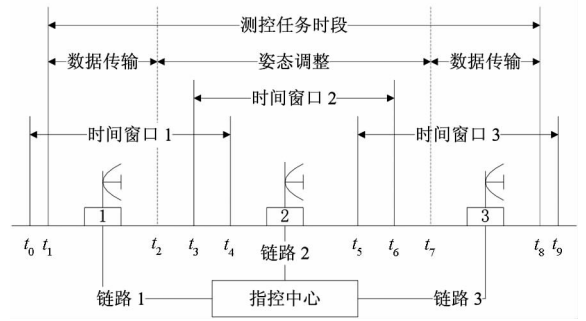 测控任务时段
数据传输 姿态调整 数据传输
时间窗口 2
时间窗口 1 时间窗口 3
1 2 3
t0 t1 t2 t3 t4 t5 t6 t7 t8 t9
链路 2
链路 1 指控中心 链路 3